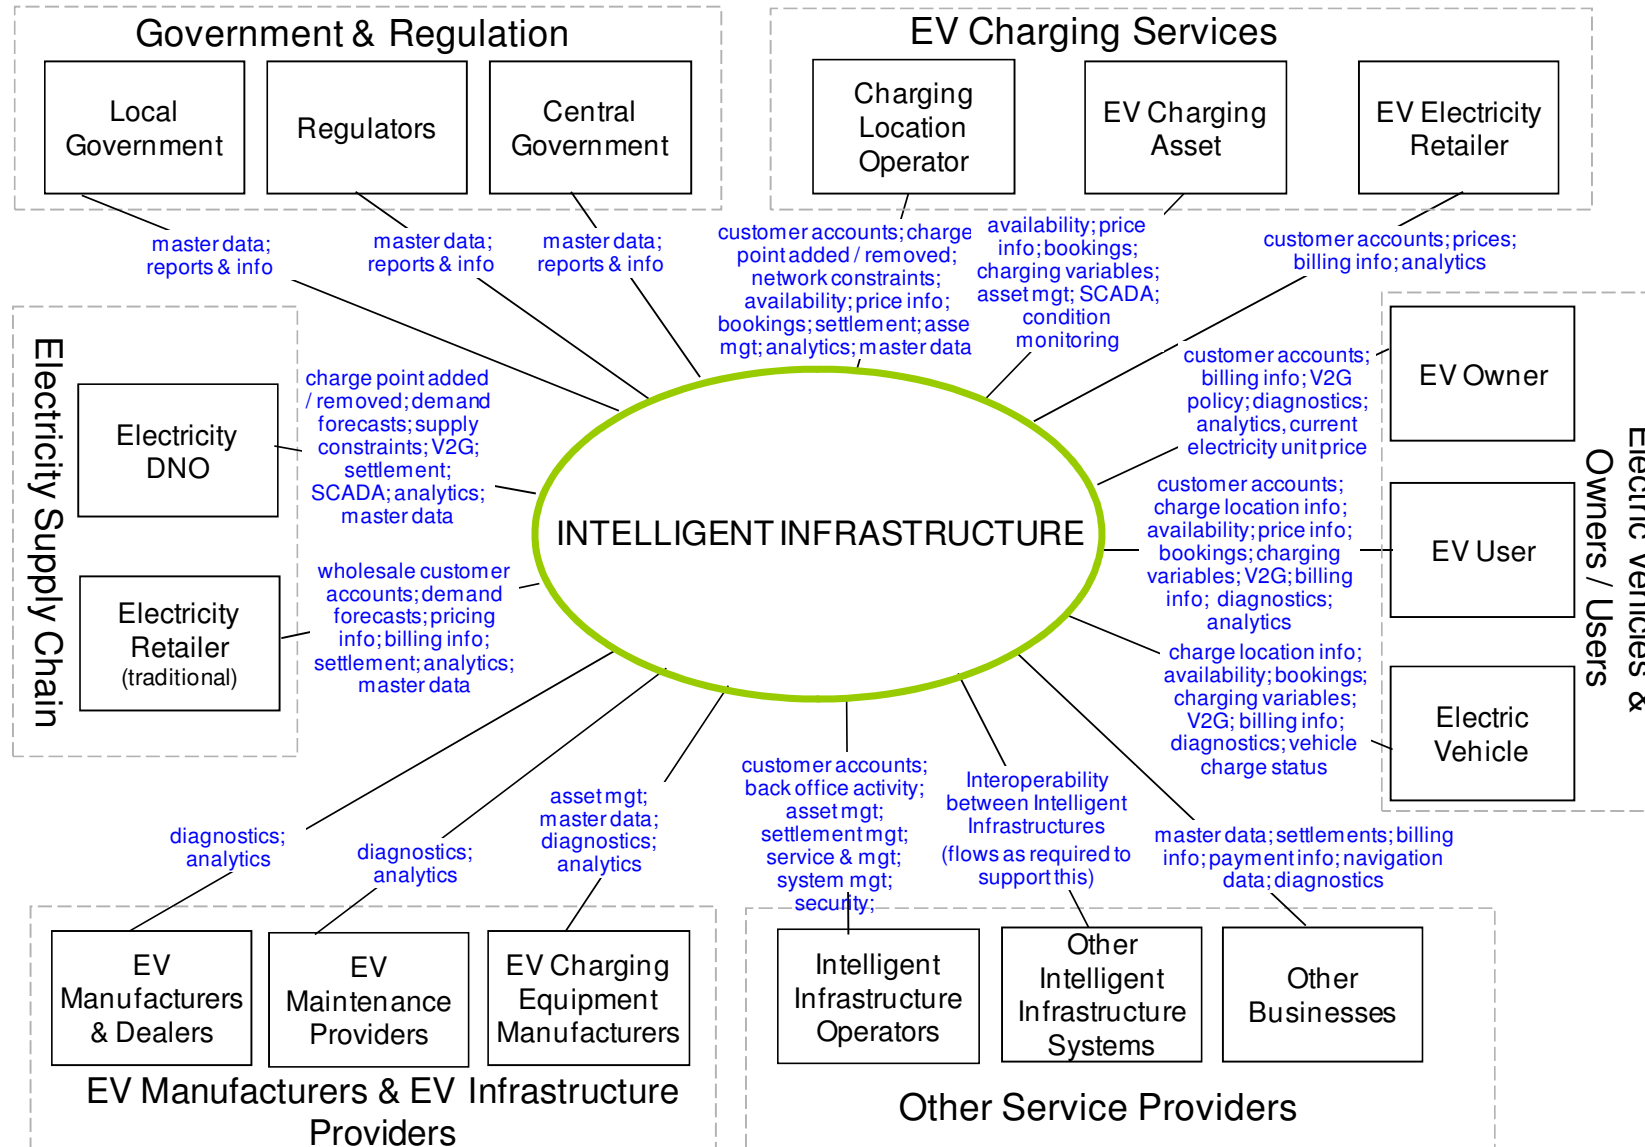 Government & Regulation
Local
Government
Regulators
Central
Government
master data;
reports & info
master data;
reports & info
master data;
reports & info
EV Charging Services
Charging
Location
Operator
EV Charging
Asset
EV Electricity
Retailer
customer accounts; charge
point added / removed;
network constraints;
availability; price info;
bookings; settlement; asse
mgt; analytics; master data
availability; price
info; bookings;
charging variables;
asset mgt; SCADA;
condition
monitoring
customer accounts; prices;
billing info; analytics
Electricity Supply Chain
Electricity
DNO
charge point added
/ removed; demand
forecasts; supply
constraints; V2G;
settlement;
SCADA; analytics;
master data
Electricity
Retailer
(traditional)
wholesale customer
accounts; demand
forecasts; pricing
info; billing info;
settlement; analytics;
master data
INTELLIGENT INFRASTRUCTURE
Electric Vehicles &
Owners / Users
EV Owner
customer accounts;
billing info; V2G
policy; diagnostics;
analytics, current
electricity unit price
EV User
customer accounts;
charge location info;
availability; price info;
bookings; charging
variables; V2G; billing
info; diagnostics;
analytics
Electric
Vehicle
charge location info;
availability; bookings;
charging variables;
V2G; billing info;
diagnostics; vehicle
charge status
diagnostics;
analytics
diagnostics;
analytics
asset mgt;
master data;
diagnostics;
analytics
EV
Manufacturers
& Dealers
EV
Maintenance
Providers
EV Charging
Equipment
Manufacturers
EV Manufacturers & EV Infrastructure
Providers
customer accounts;
back office activity;
asset mgt;
settlement mgt;
service & mgt;
system mgt;
security;
Interoperability
between Intelligent
Infrastructures
(flows as required to
support this)
master data; settlements; billing
info; payment info; navigation
data; diagnostics
Intelligent
Infrastructure
Operators
Other
Intelligent
Infrastructure
Systems
Other
Businesses
Other Service Providers